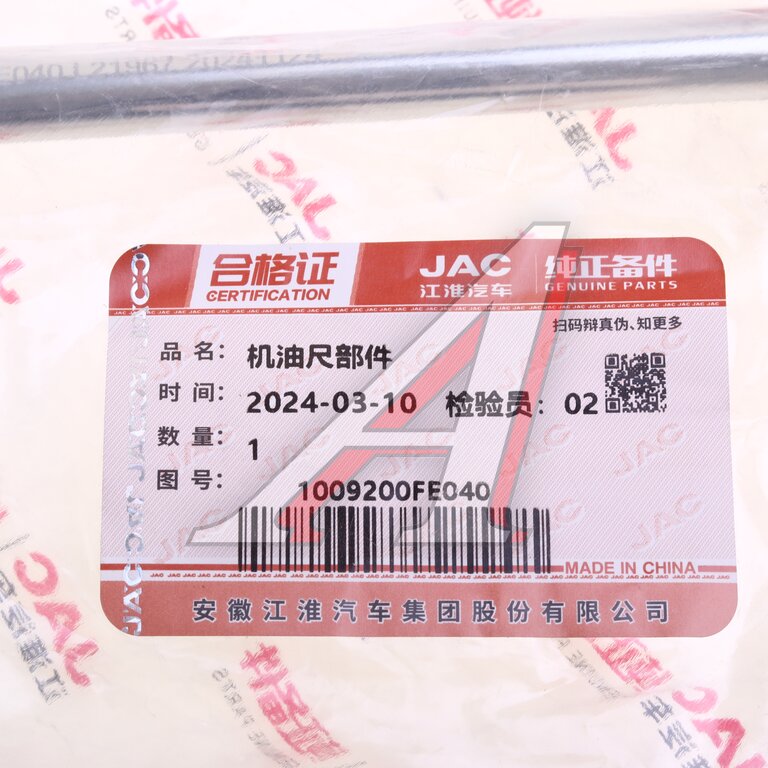 E040J 21967 20241124
合格证
CERTIFICATION
JAC
江淮汽车
纯正备件
GENUINE PARTS
扫码辩真伪、知更多
品名： 机油尺部件
时间： 2024-03-10 检验员：02
数量： 1
图号： 1009200FE040
MADE IN CHINA
安徽江淮汽车集团股份有限公司